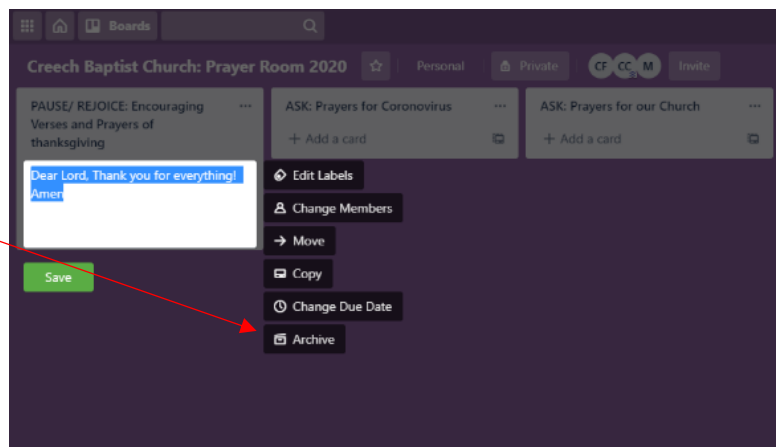 Boards
Creech Baptist Church: Prayer Room 2020
Personal
Private
CF CC M
Invite
PAUSE/ REJOICE: Encouraging
Verses and Prayers of
thanksgiving
ASK: Prayers for Coronovirus
+ Add a card
ASK: Prayers for our Church
+ Add a card
Dear Lord, Thank you for everything!
Amen
Save
Edit Labels
Change Members
Move
Copy
Change Due Date
Archive